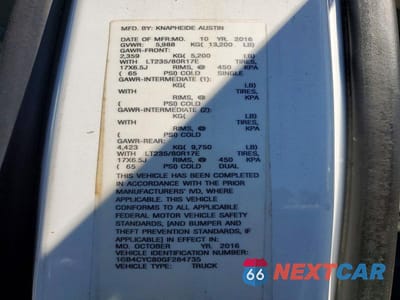 MFD. BY: KNAPHEIDE AUSTIN
DATE OF MFR:MO. 10 YR. 2016
GVWR: 5,988 KG (13,200 LB)
GAWR-FRONT:
2,359 KG (5,200 LB)
WITH LT235/80R17E TIRES,
17X6.5J RIMS, @ 450 KPA
( 65 PSI) COLD SINGLE
GAWR-INTERMEDIATE (1):
KG ( LB)
WITH TIRES,
RIMS, @ KPA
( PSI) COLD
GAWR-INTERMEDIATE (2):
KG ( LB)
WITH TIRES,
RIMS, @ KPA
( PSI) COLD
GAWR-REAR:
4,423 KG ( 9,750 LB)
WITH LT235/80R17E TIRES,
17X6.5J RIMS, @ 450 KPA
( 65 PSI) COLD DUAL
THIS VEHICLE HAS BEEN COMPLETED
IN ACCORDANCE WITH THE PRIOR
MANUFACTURERS' IVD, WHERE
APPLICABLE. THIS VEHICLE
CONFORMS TO ALL APPLICABLE
FEDERAL MOTOR VEHICLE SAFETY
STANDARDS, [AND BUMPER AND
THEFT PREVENTION STANDARDS,
IF APPLICABLE] IN EFFECT IN:
MO. OCTOBER YR. 2016
VEHICLE IDENTIFICATION NUMBER:
1GB4CYC80GF284735
VEHICLE TYPE: TRUCK
66 NEXTCAR